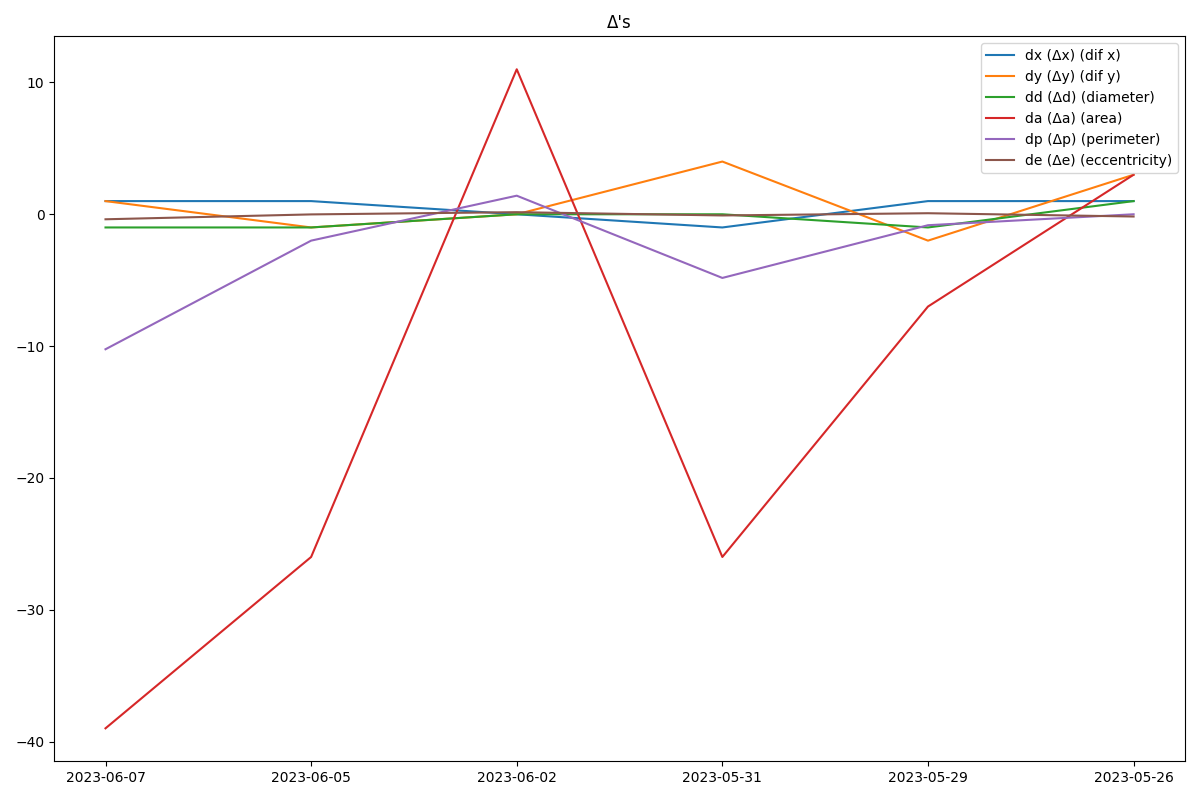 Δ's
dx (Δx) (dif x)
dy (Δy) (dif y)
dd (Δd) (diameter)
da (Δa) (area)
dp (Δp) (perimeter)
de (Δe) (eccentricity)
10
0
−10
−20
−30
−40
2023-06-07 2023-06-05 2023-06-02 2023-05-31 2023-05-29 2023-05-26